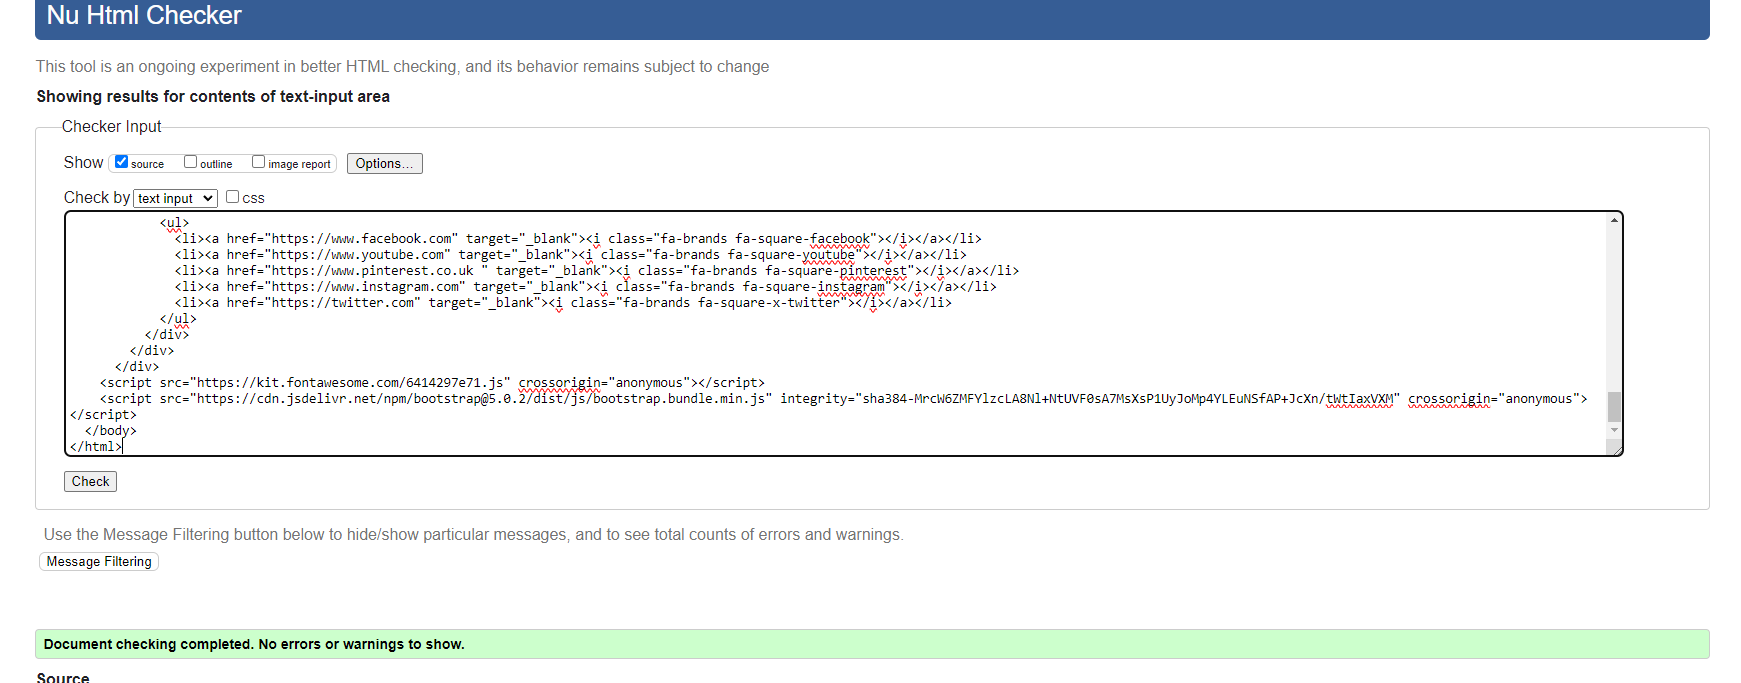 Nu Html Checker
This tool is an ongoing experiment in better HTML checking, and its behavior remains subject to change
Showing results for contents of text-input area
Checker Input
Show source outline image report Options...
Check by text input css
<ul>
<li><a href="https://www.facebook.com" target="_blank"><i class="fa-brands fa-square-facebook"></i></a></li>
<li><a href="https://www.youtube.com" target="_blank"><i class="fa-brands fa-square-youtube"></i></a></li>
<li><a href="https://www.pinterest.co.uk " target="_blank"><i class="fa-brands fa-square-pinterest"></i></a></li>
<li><a href="https://www.instagram.com" target="_blank"><i class="fa-brands fa-square-instagram"></i></a></li>
<li><a href="https://twitter.com" target="_blank"><i class="fa-brands fa-square-x-twitter"></i></a></li>
</ul>
</div>
</div>
</div>
<script src="https://kit.fontawesome.com/6414297e71.js" crossorigin="anonymous"></script>
<script src="https://cdn.jsdelivr.net/npm/bootstrap@5.0.2/dist/js/bootstrap.bundle.min.js" integrity="sha384-MrcW6ZMFYlzcLA8Nl+NtUVF0sA7MsXsP1UyJoMp4YLEuNSfAP+JcXn/tWtIaxVXM" crossorigin="anonymous">
</script>
</body>
</html>
Check
Use the Message Filtering button below to hide/show particular messages, and to see total counts of errors and warnings.
Message Filtering
Document checking completed. No errors or warnings to show.
Source